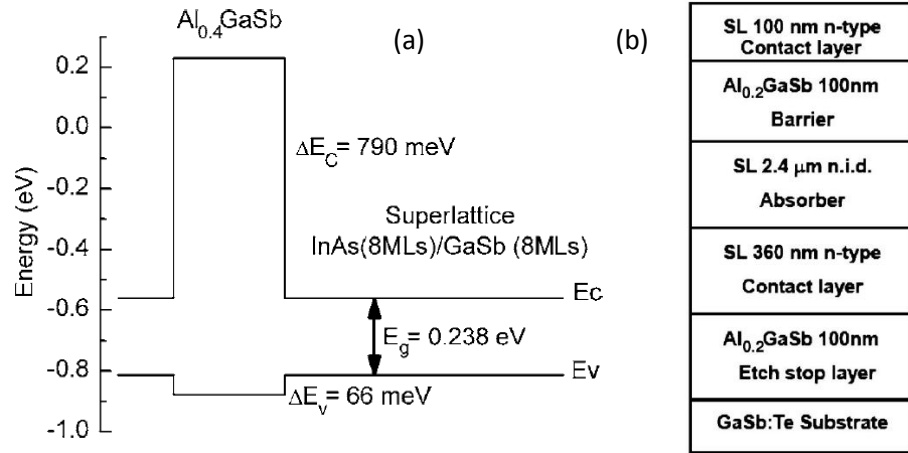 Al₀.₄GaSb
(a)
0.2
0.0
-0.2
-0.4
-0.6
-0.8
-1.0
Energy (eV)
ΔE_C= 790 meV
Superlattice
InAs(8MLs)/GaSb (8MLs)
Ec
E_g= 0.238 eV
Ev
ΔE_v= 66 meV
(b)
SL 100 nm n-type
Contact layer
Al₀.₂GaSb 100nm
Barrier
SL 2.4 μm n.i.d.
Absorber
SL 360 nm n-type
Contact layer
Al₀.₂GaSb 100nm
Etch stop layer
GaSb:Te Substrate